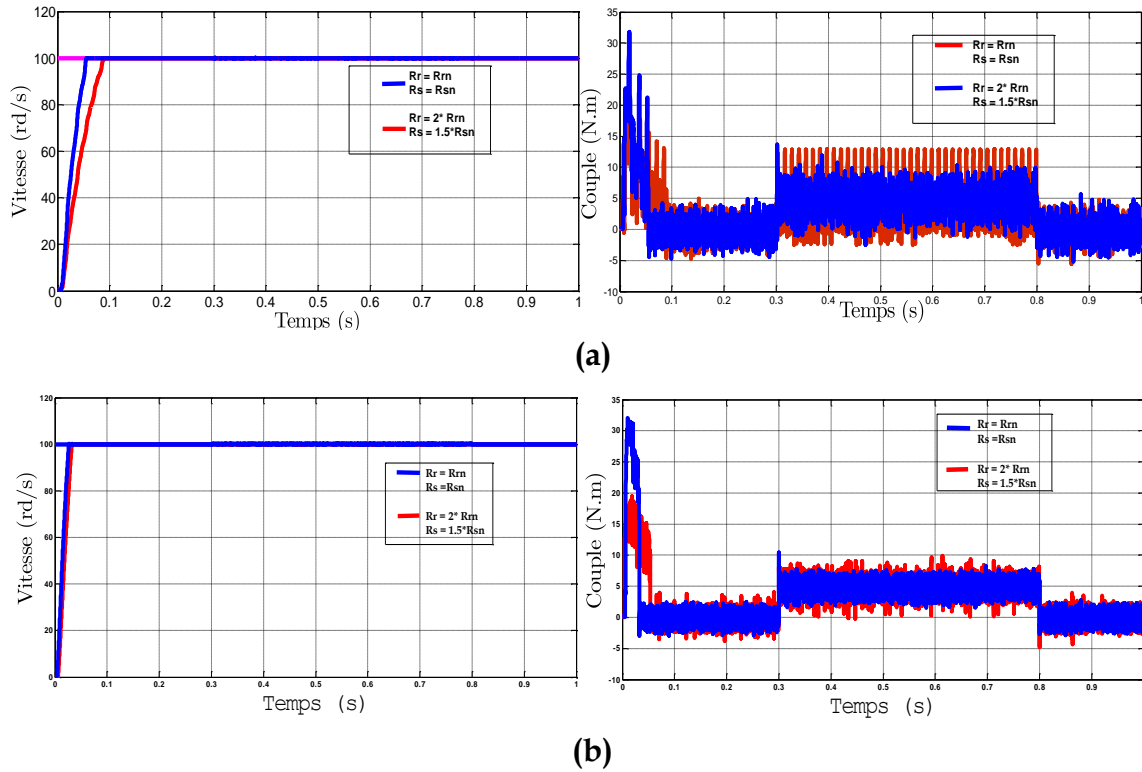 120
100
80
60
40
20
0
Vitesse (rd/s)
Rr = Rrn
Rs = Rsn
Rr = 2* Rrn
Rs = 1.5*Rsn
0 0.1 0.2 0.3 0.4 0.5 0.6 0.7 0.8 0.9 1
Temps (s)
35
30
25
20
15
10
5
0
-5
-10
Couple (N.m)
Rr = Rrn
Rs = Rsn
Rr = 2* Rrn
Rs = 1.5*Rsn
0 0.1 0.2 0.3 0.4 0.5 0.6 0.7 0.8 0.9 1
Temps (s)
(a)
120
100
80
60
40
20
0
Vitesse (rd/s)
Rr = Rrn
Rs =Rsn
Rr = 2* Rrn
Rs = 1.5*Rsn
0 0.1 0.2 0.3 0.4 0.5 0.6 0.7 0.8 0.9 1
Temps (s)
35
30
25
20
15
10
5
0
-5
-10
Couple (N.m)
Rr = Rrn
Rs =Rsn
Rr = 2* Rrn
Rs = 1.5*Rsn
0 0.1 0.2 0.3 0.4 0.5 0.6 0.7 0.8 0.9
Temps (s)
(b)